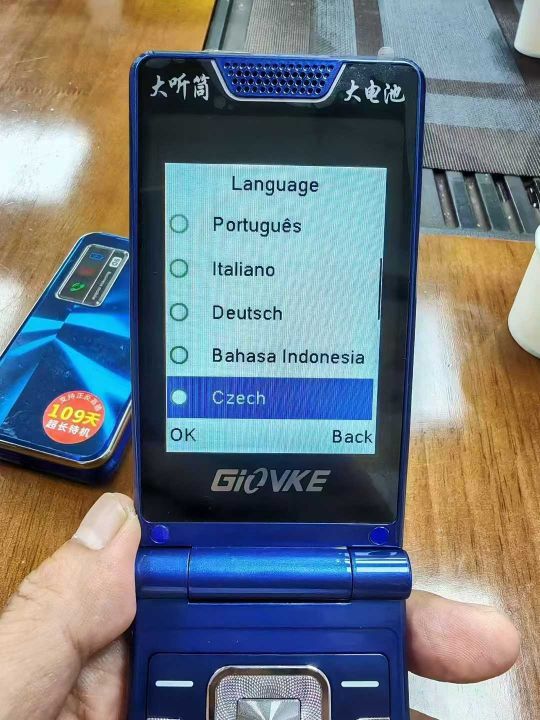 大听筒
大电池
Language
Português
Italiano
Deutsch
Bahasa Indonesia
Czech
OK
Back
GiOVKE
109天
超长待机